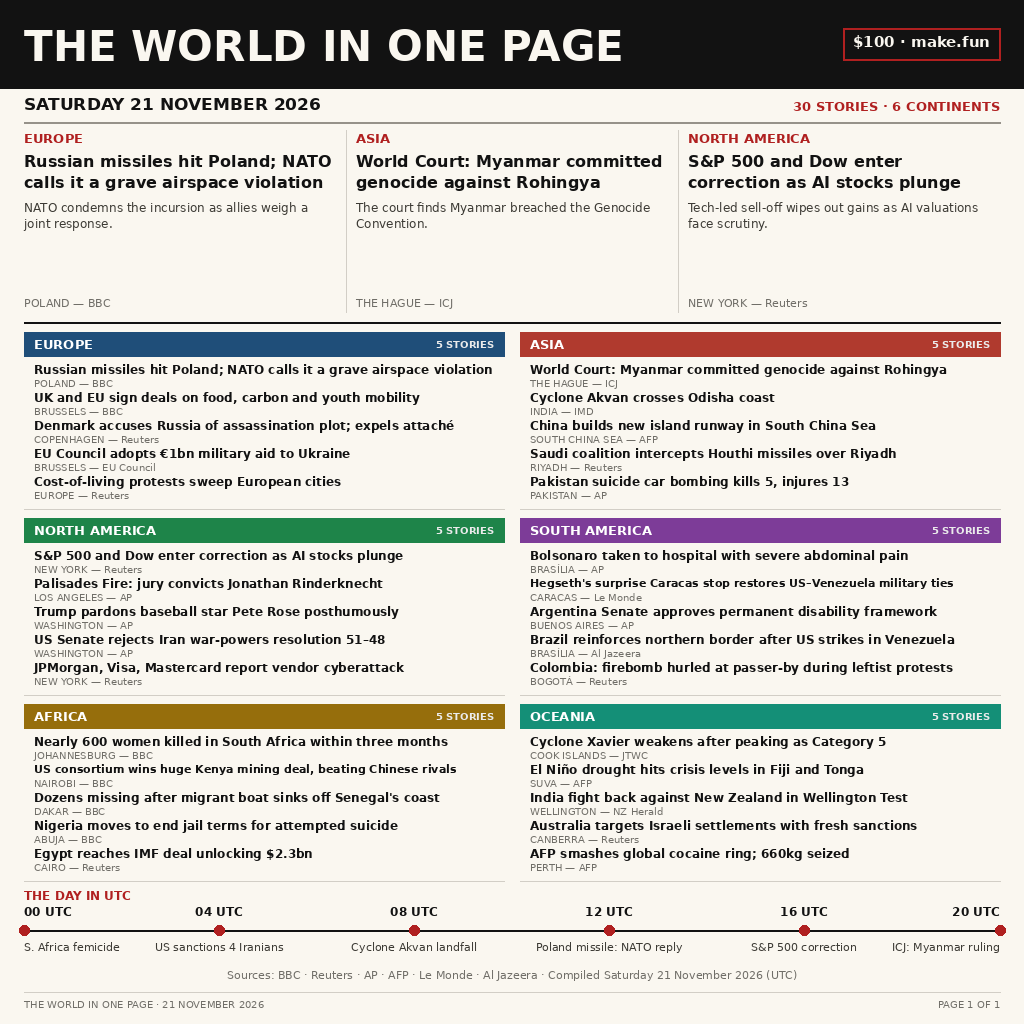 THE WORLD IN ONE PAGE
$100 · make.fun
SATURDAY 21 NOVEMBER 2026
30 STORIES · 6 CONTINENTS
EUROPE
Russian missiles hit Poland; NATO
calls it a grave airspace violation
NATO condemns the incursion as allies weigh a
joint response.
POLAND — BBC
ASIA
World Court: Myanmar committed
genocide against Rohingya
The court finds Myanmar breached the Genocide
Convention.
THE HAGUE — ICJ
NORTH AMERICA
S&P 500 and Dow enter
correction as AI stocks plunge
Tech-led sell-off wipes out gains as AI valuations
face scrutiny.
NEW YORK — Reuters
EUROPE
5 STORIES
Russian missiles hit Poland; NATO calls it a grave airspace violation
POLAND — BBC
UK and EU sign deals on food, carbon and youth mobility
BRUSSELS — BBC
Denmark accuses Russia of assassination plot; expels attaché
COPENHAGEN — Reuters
EU Council adopts €1bn military aid to Ukraine
BRUSSELS — EU Council
Cost-of-living protests sweep European cities
EUROPE — Reuters
ASIA
5 STORIES
World Court: Myanmar committed genocide against Rohingya
THE HAGUE — ICJ
Cyclone Akvan crosses Odisha coast
INDIA — IMD
China builds new island runway in South China Sea
SOUTH CHINA SEA — AFP
Saudi coalition intercepts Houthi missiles over Riyadh
RIYADH — Reuters
Pakistan suicide car bombing kills 5, injures 13
PAKISTAN — AP
NORTH AMERICA
5 STORIES
S&P 500 and Dow enter correction as AI stocks plunge
NEW YORK — Reuters
Palisades Fire: jury convicts Jonathan Rinderknecht
LOS ANGELES — AP
Trump pardons baseball star Pete Rose posthumously
WASHINGTON — AP
US Senate rejects Iran war-powers resolution 51–48
WASHINGTON — AP
JPMorgan, Visa, Mastercard report vendor cyberattack
NEW YORK — Reuters
SOUTH AMERICA
5 STORIES
Bolsonaro taken to hospital with severe abdominal pain
BRASÍLIA — AP
Hegseth's surprise Caracas stop restores US–Venezuela military ties
CARACAS — Le Monde
Argentina Senate approves permanent disability framework
BUENOS AIRES — AP
Brazil reinforces northern border after US strikes in Venezuela
BRASÍLIA — Al Jazeera
Colombia: firebomb hurled at passer-by during leftist protests
BOGOTÁ — Reuters
AFRICA
5 STORIES
Nearly 600 women killed in South Africa within three months
JOHANNESBURG — BBC
US consortium wins huge Kenya mining deal, beating Chinese rivals
NAIROBI — BBC
Dozens missing after migrant boat sinks off Senegal's coast
DAKAR — BBC
Nigeria moves to end jail terms for attempted suicide
ABUJA — BBC
Egypt reaches IMF deal unlocking $2.3bn
CAIRO — Reuters
OCEANIA
5 STORIES
Cyclone Xavier weakens after peaking as Category 5
COOK ISLANDS — JTWC
El Niño drought hits crisis levels in Fiji and Tonga
SUVA — AFP
India fight back against New Zealand in Wellington Test
WELLINGTON — NZ Herald
Australia targets Israeli settlements with fresh sanctions
CANBERRA — Reuters
AFP smashes global cocaine ring; 660kg seized
PERTH — AFP
THE DAY IN UTC
00 UTC
04 UTC
08 UTC
12 UTC
16 UTC
20 UTC
S. Africa femicide
US sanctions 4 Iranians
Cyclone Akvan landfall
Poland missile: NATO reply
S&P 500 correction
ICJ: Myanmar ruling
Sources: BBC · Reuters · AP · AFP · Le Monde · Al Jazeera · Compiled Saturday 21 November 2026 (UTC)
THE WORLD IN ONE PAGE · 21 NOVEMBER 2026
PAGE 1 OF 1